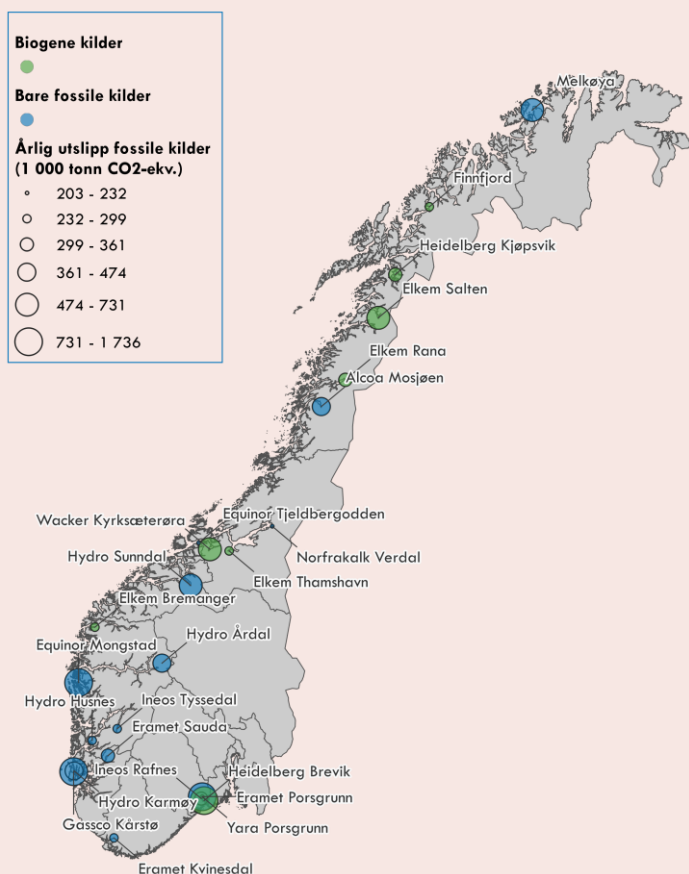 Biogene kilder
Bare fossile kilder
Årlig utslipp fossile kilder
(1 000 tonn CO2-ekv.)
203 - 232
232 - 299
299 - 361
361 - 474
474 - 731
731 - 1 736
Melkøya
Finnfjord
Heidelberg Kjøpsvik
Elkem Salten
Elkem Rana
Alcoa Mosjøen
Wacker Kyrksæterøra
Equinor Tjeldbergodden
Hydro Sunndal
Norfrakalk Verdal
Elkem Thamshavn
Elkem Bremanger
Equinor Mongstad
Hydro Årdal
Hydro Husnes
Ineos Tyssedal
Eramet Sauda
Ineos Rafnes
Heidelberg Brevik
Hydro Karmøy
Eramet Porsgrunn
Gassco Kårstø
Yara Porsgrunn
Eramet Kvinesdal